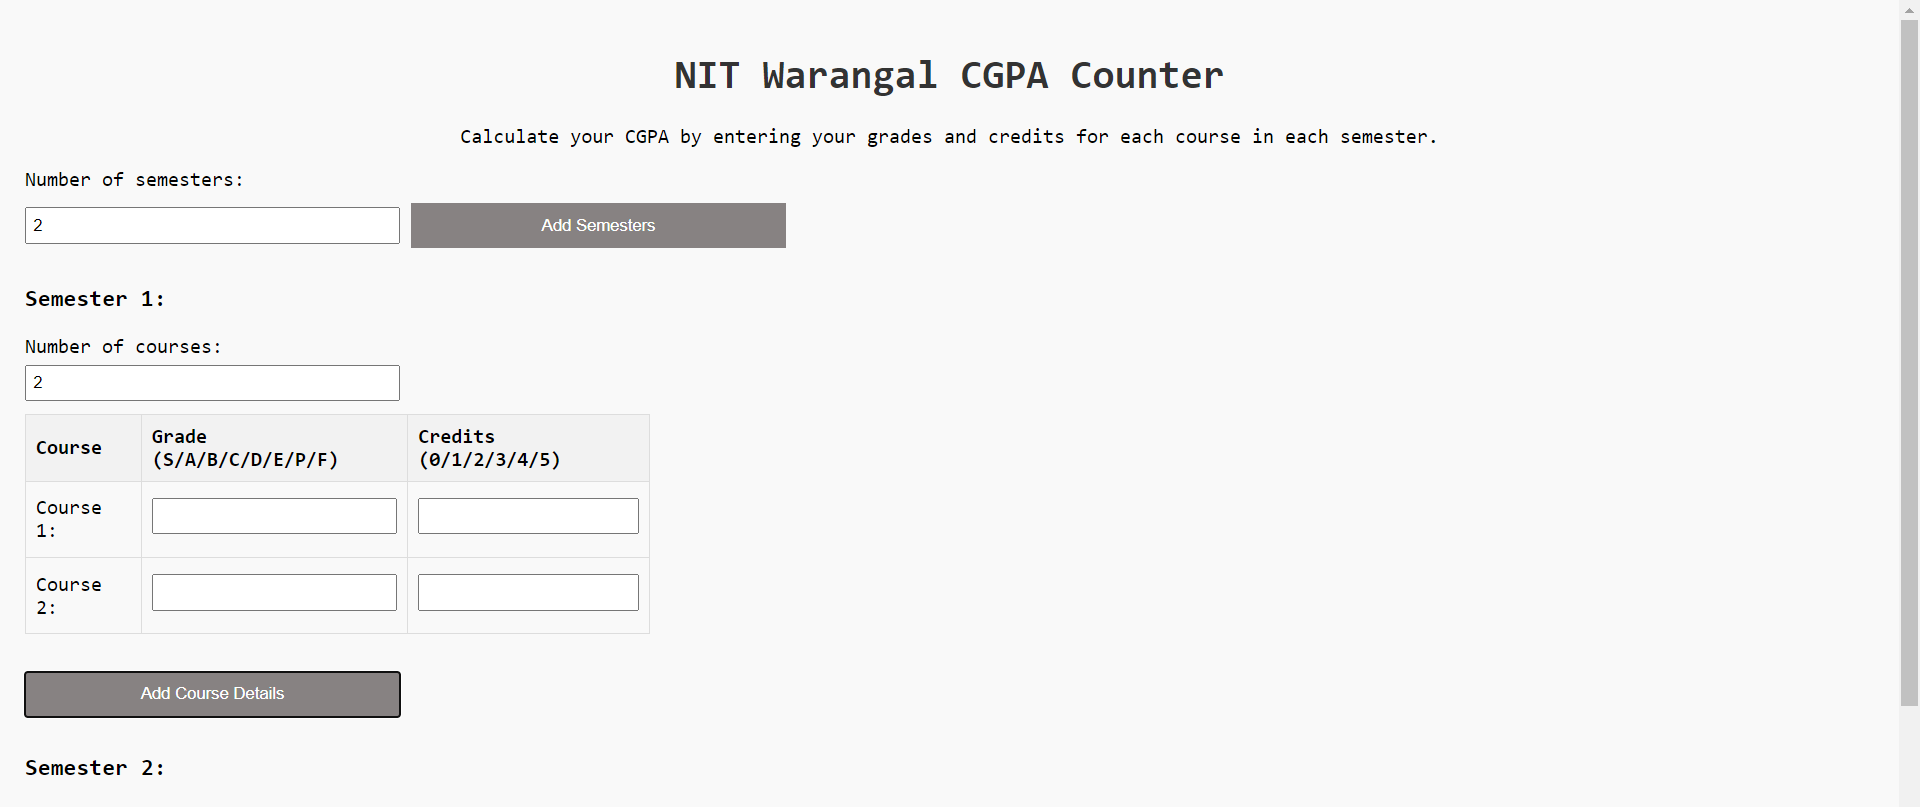 NIT Warangal CGPA Counter
Calculate your CGPA by entering your grades and credits for each course in each semester.
Number of semesters:
2
Add Semesters
Semester 1:
Number of courses:
2
Course
Grade
(S/A/B/C/D/E/P/F)
Credits
(0/1/2/3/4/5)
Course
1:
Course
2:
Add Course Details
Semester 2: